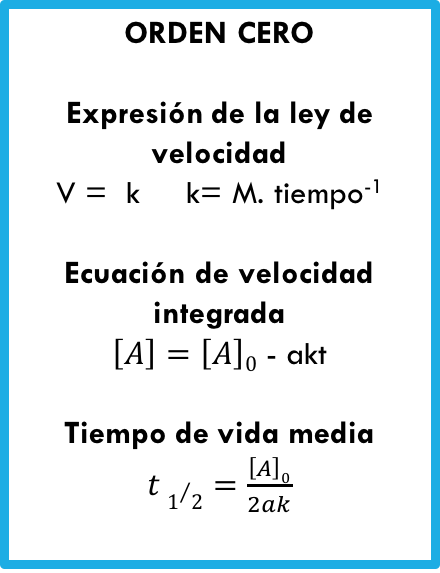 ORDEN CERO
Expresión de la ley de
velocidad
V = k k= M. tiempo⁻¹
Ecuación de velocidad
integrada
[A] = [A]₀ - akt
Tiempo de vida media
t ₁/₂ = [A]₀ / 2ak